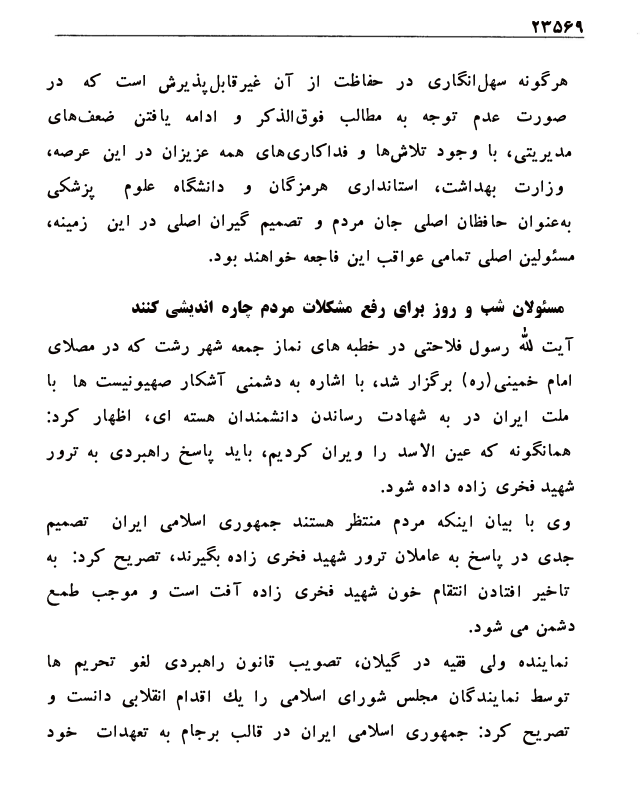 ۲۳۵۶۹
هرگونه سهل‌انگاری در حفاظت از آن غیرقابل‌پذیرش است که در
صورت عدم توجه به مطالب فوق‌الذکر و ادامه یافتن ضعف‌های
مدیریتی، با وجود تلاش‌ها و فداکاری‌های همه عزیزان در این عرصه،
وزارت بهداشت، استانداری هرمزگان و دانشگاه علوم پزشکی
به‌عنوان حافظان اصلی جان مردم و تصمیم گیران اصلی در این زمینه،
مسئولین اصلی تمامی عواقب این فاجعه خواهند بود.
مسئولان شب و روز برای رفع مشکلات مردم چاره اندیشی کنند
آیت لله رسول فلاحتی در خطبه های نماز جمعه شهر رشت که در مصلای
امام خمینی(ره) برگزار شد، با اشاره به دشمنی آشکار صهیونیست ها با
ملت ایران در به شهادت رساندن دانشمندان هسته ای، اظهار کرد:
همانگونه که عین الاسد را ویران کردیم، باید پاسخ راهبردی به ترور
شهید فخری زاده داده شود.
وی با بیان اینکه مردم منتظر هستند جمهوری اسلامی ایران تصمیم
جدی در پاسخ به عاملان ترور شهید فخری زاده بگیرند، تصریح کرد: به
تاخیر افتادن انتقام خون شهید فخری زاده آفت است و موجب طمع
دشمن می شود.
نماینده ولی فقیه در گیلان، تصویب قانون راهبردی لغو تحریم ها
توسط نمایندگان مجلس شورای اسلامی را یك اقدام انقلابی دانست و
تصریح کرد: جمهوری اسلامی ایران در قالب برجام به تعهدات خود